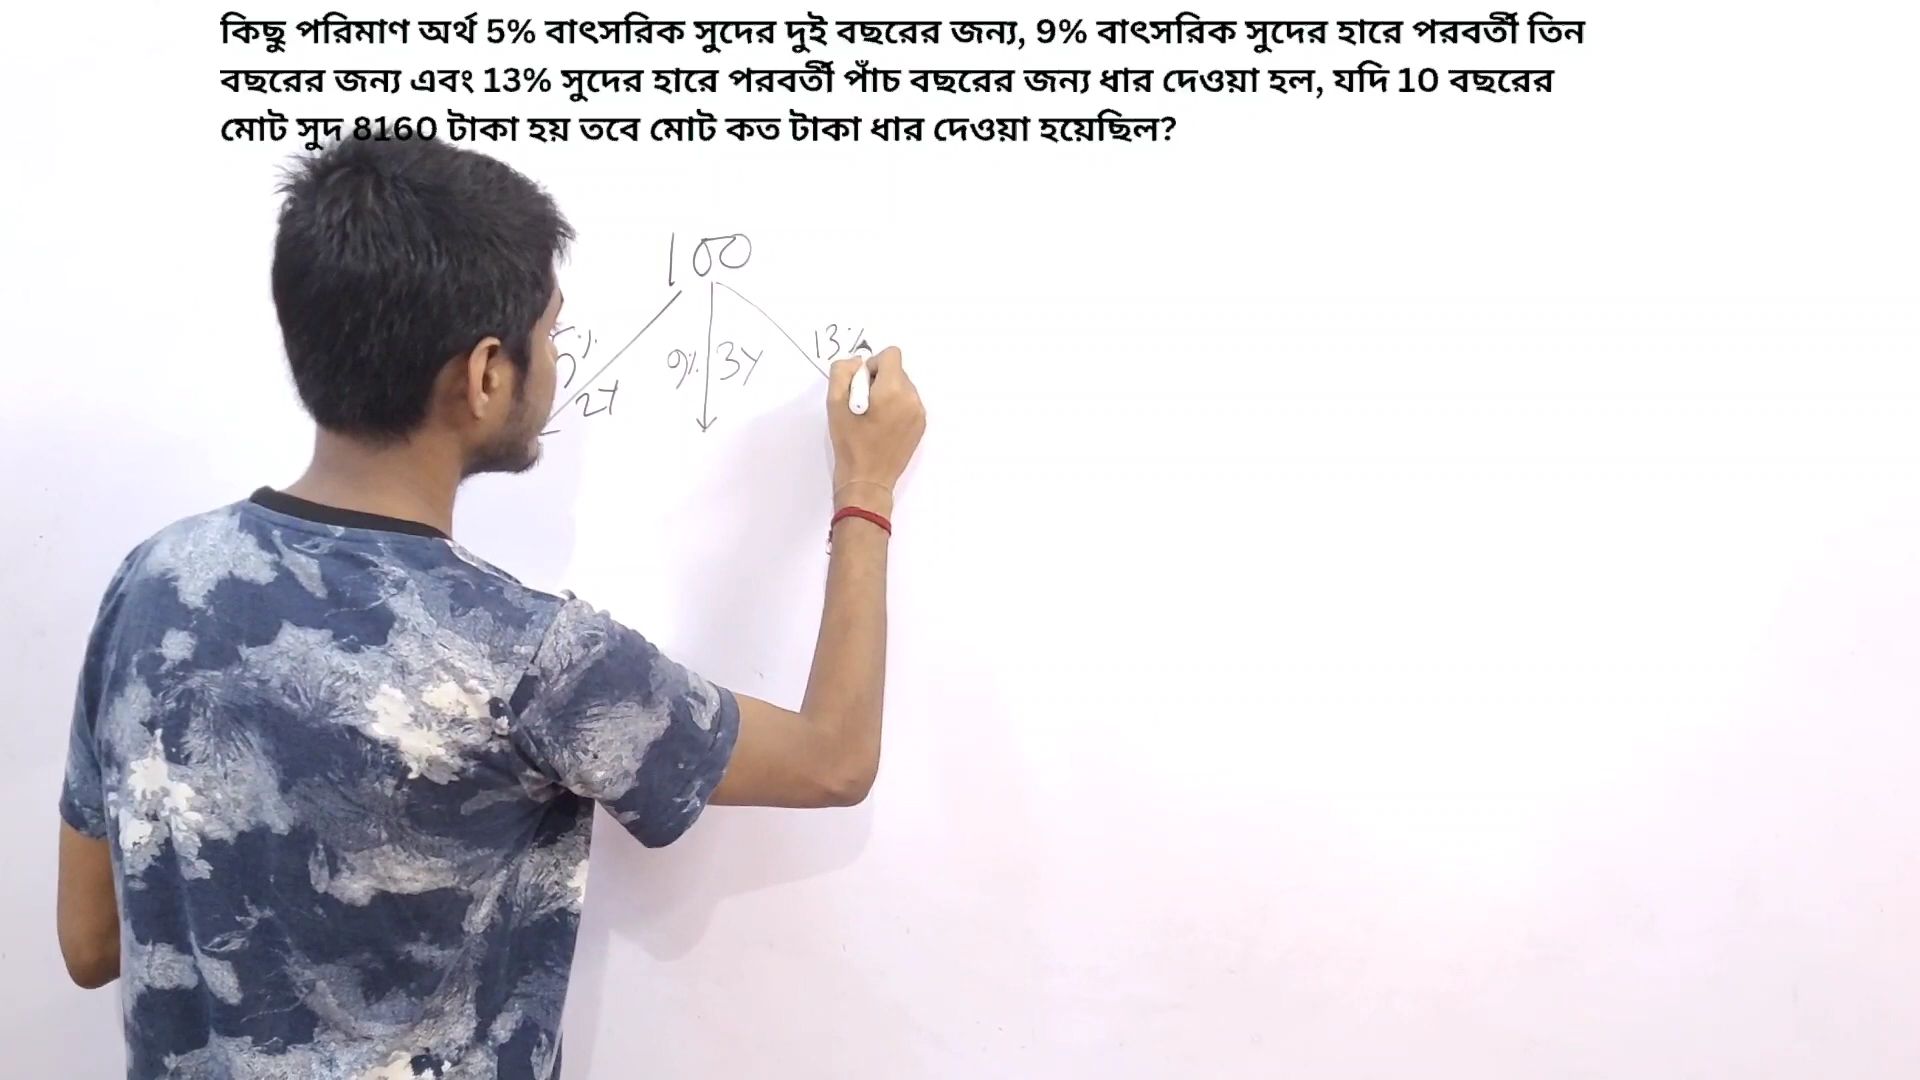 কিছু পরিমাণ অর্থ 5% বাৎসরিক সুদের দুই বছরের জন্য, 9% বাৎসরিক সুদের হারে পরবর্তী তিন
বছরের জন্য এবং 13% সুদের হারে পরবর্তী পাঁচ বছরের জন্য ধার দেওয়া হল, যদি 10 বছরের
মোট সুদ 8160 টাকা হয় তবে মোট কত টাকা ধার দেওয়া হয়েছিল?
100
5% 9% 3Y 13%
2Y